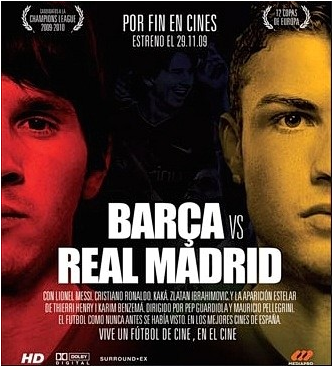 CANDIDATOS A LA
CHAMPIONS LEAGUE
2009-2010
POR FIN EN CINES
ESTRENO EL 29.11.09
12 COPAS
DE EUROPA
BARÇA VS
REAL MADRID
CON LIONEL MESSI, CRISTIANO RONALDO, KAKÁ, ZLATAN IBRAHIMOVIC, Y LA APARICIÓN ESTELAR
DE THIERRI HENRY I KARIM BENZEMÁ. DIRIGIDO POR PEP GUARDIOLA Y MAURICIO PELLEGRINI.
EL FUTBOL COMO NUNCA ANTES SE HABÍA VISTO. EN LOS MEJORES CINES DE ESPAÑA.
VIVE UN FÚTBOL DE CINE, EN EL CINE
HD DOLBY DIGITAL SURROUND•EX MEDIAPRO